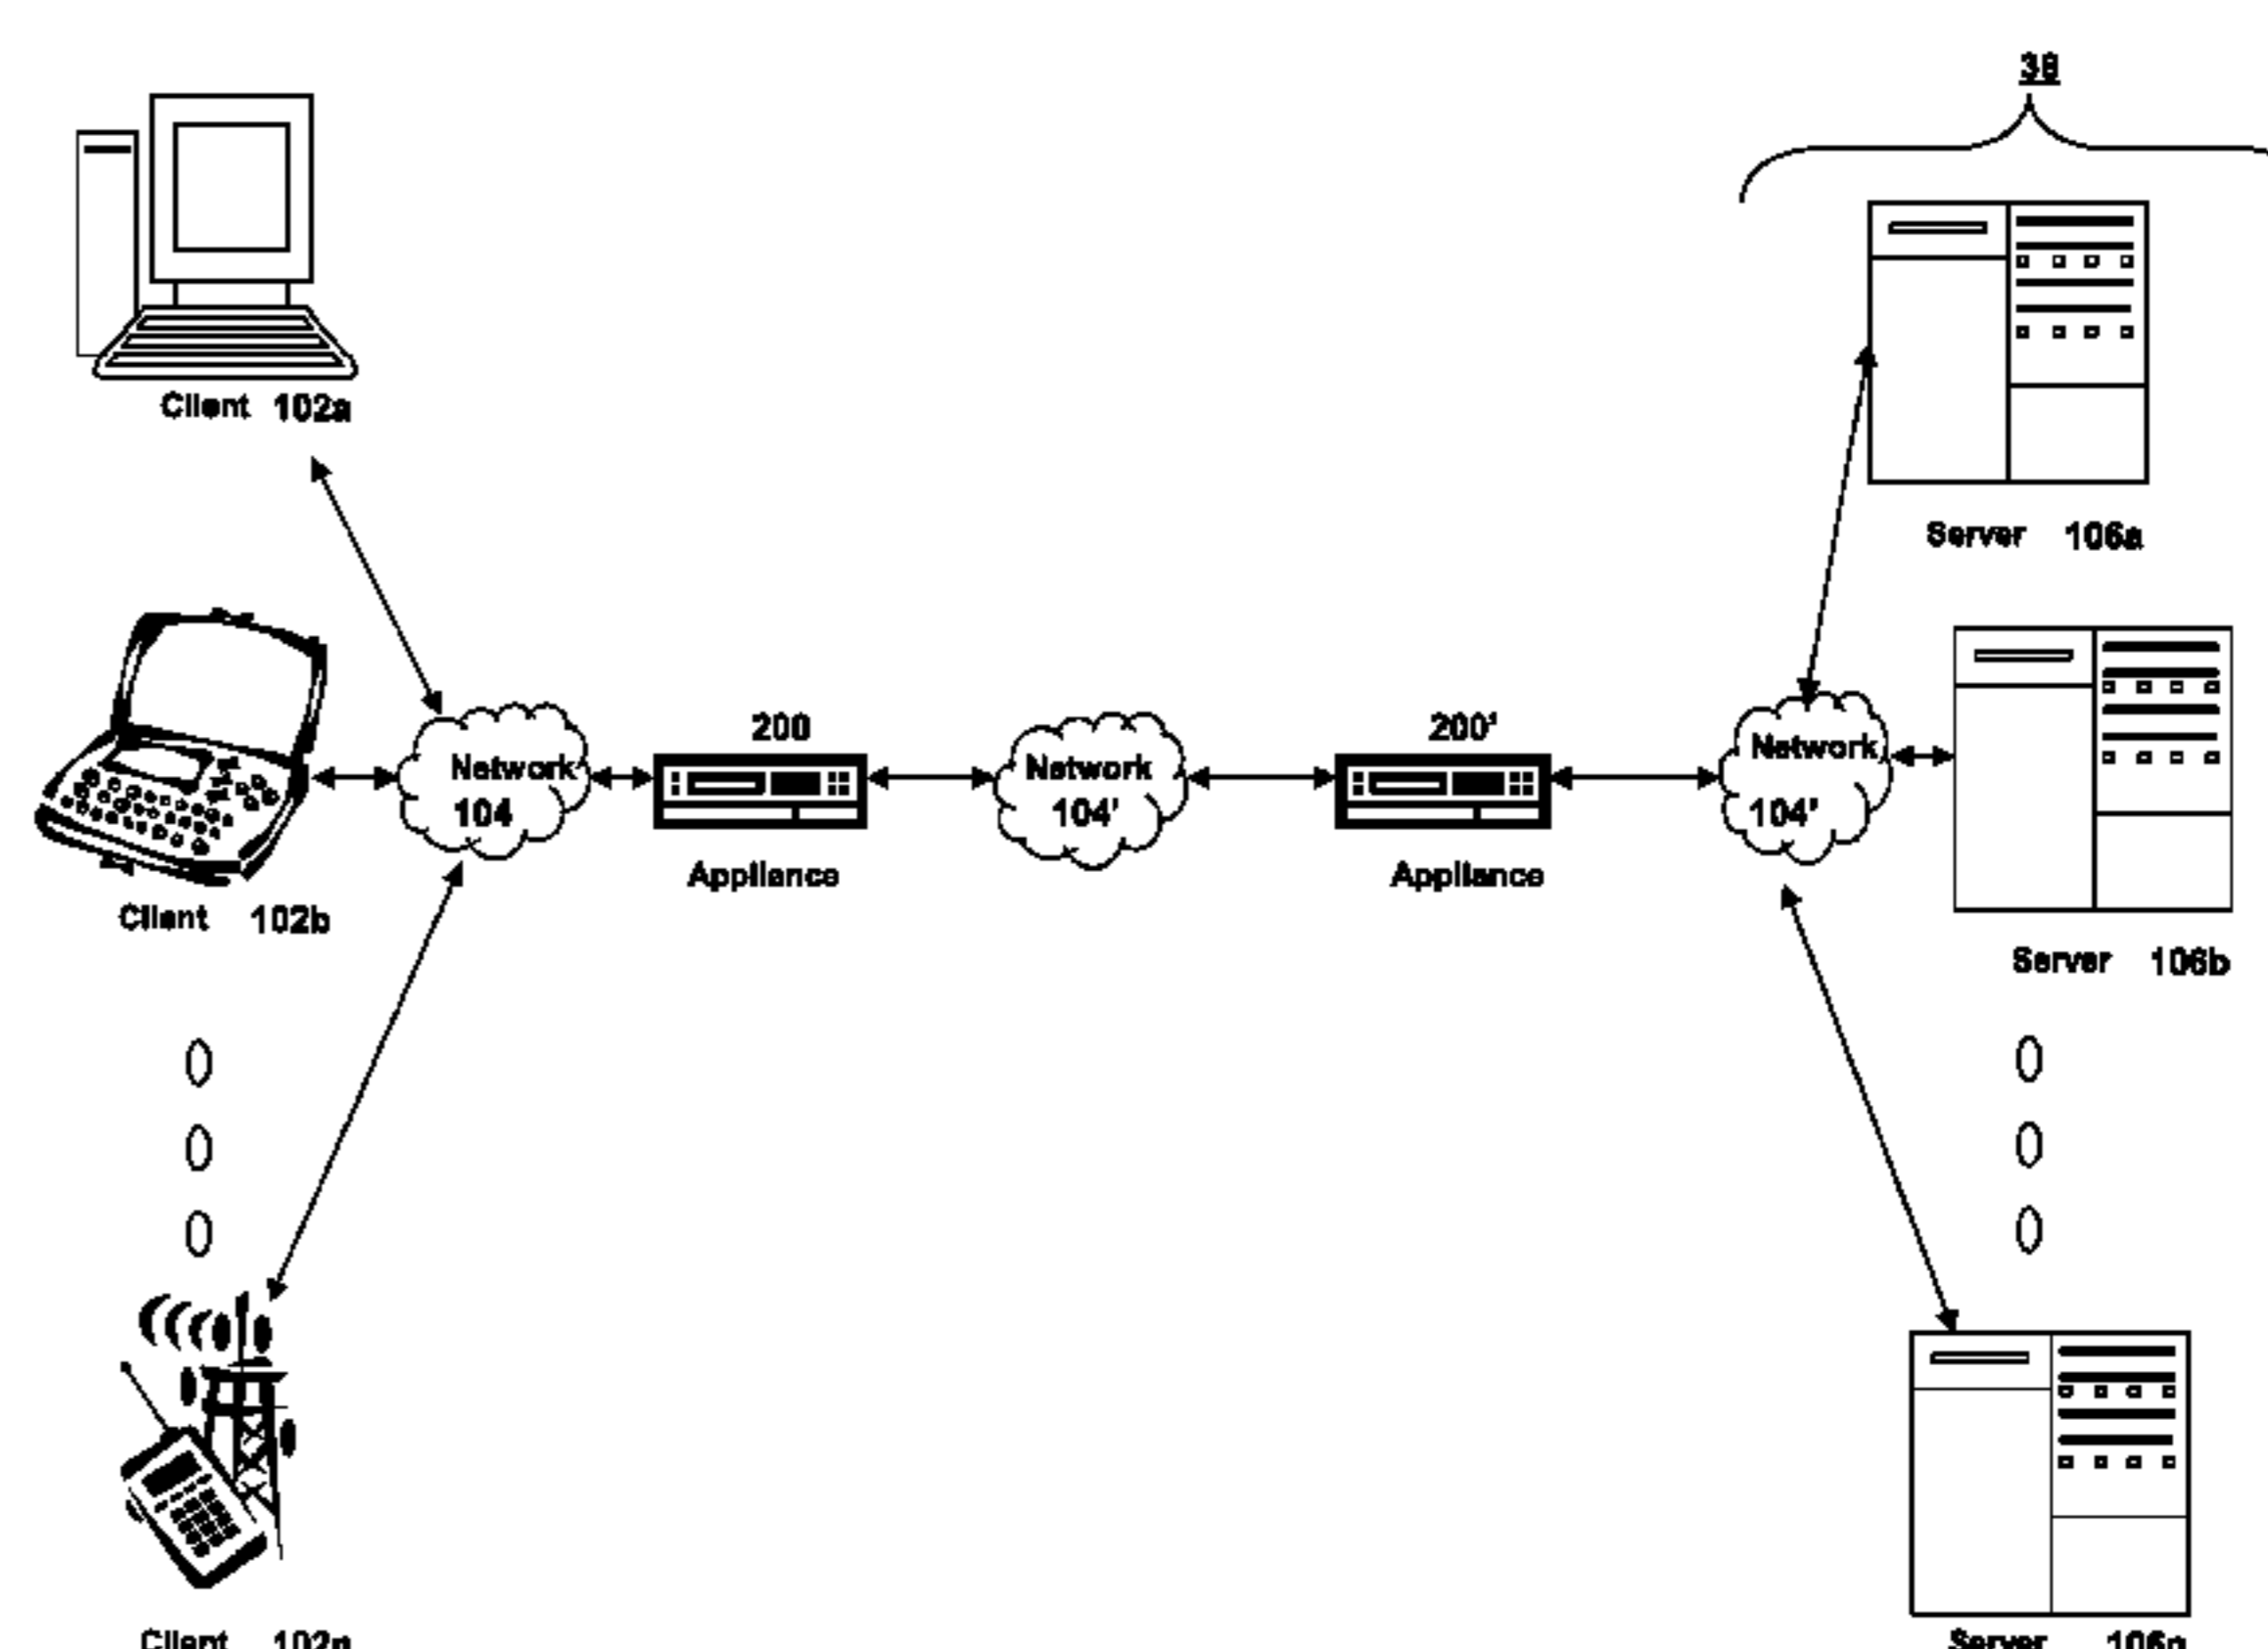 38
Client 102a
Server 106a
200
200'
Network
104
Network
104'
Network
104'
Appliance
Appliance
Client 102b
Server 106b
Client 102n
Server 106n